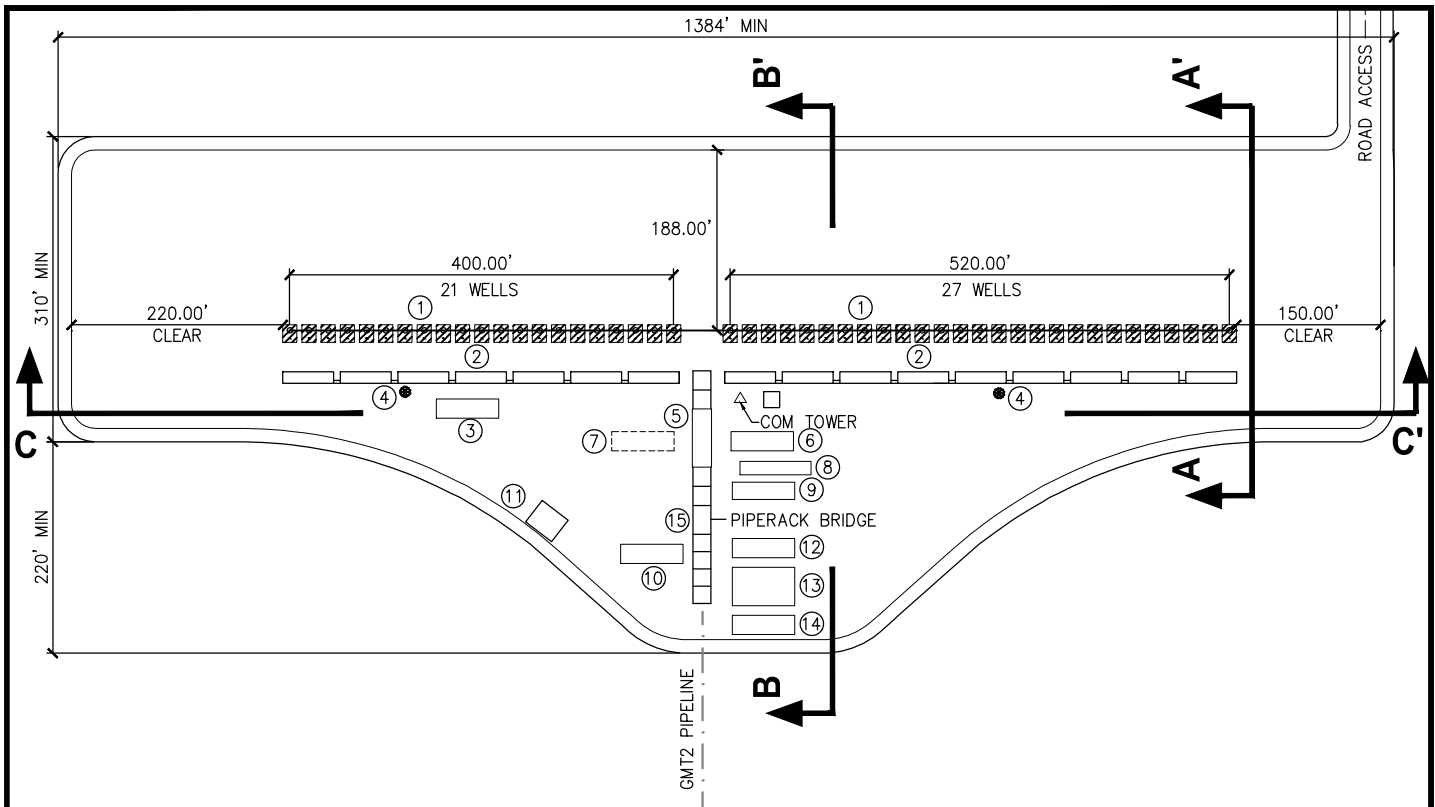 1384' MIN
B'
A'
ROAD ACCESS
188.00'
310' MIN
400.00'
21 WELLS
520.00'
27 WELLS
220.00'
CLEAR
150.00'
CLEAR
1
1
2
2
4
4
3
5
COM TOWER
C
C'
7
6
8
A
9
11
15
PIPERACK BRIDGE
12
10
13
14
220' MIN
GMT2 PIPELINE
B